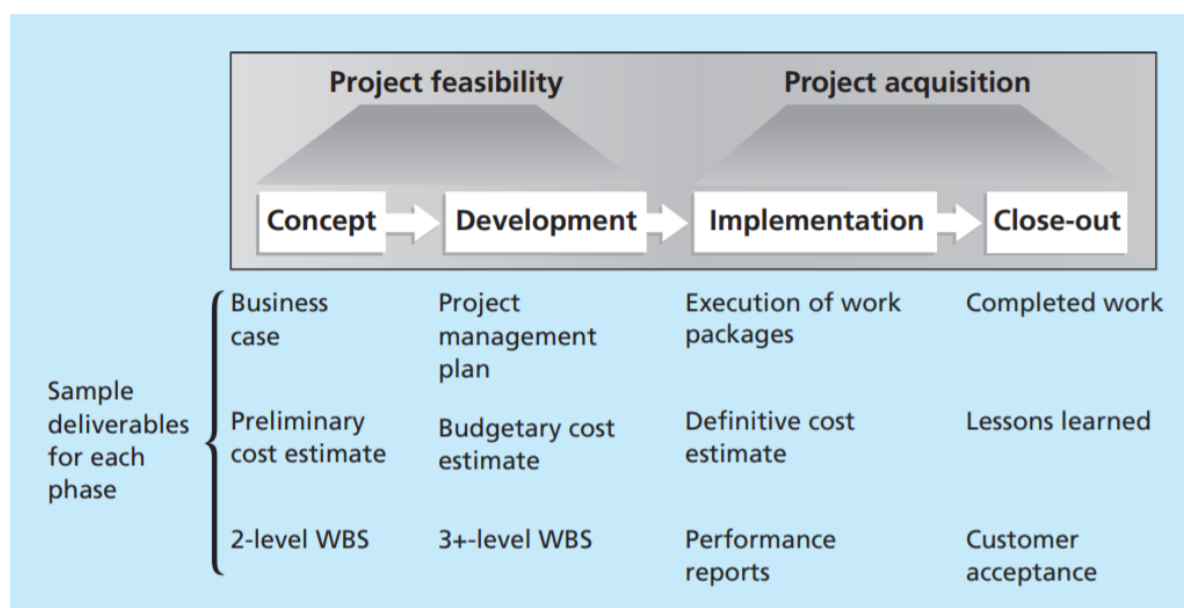 Project feasibility
Project acquisition
Concept
Development
Implementation
Close-out
Sample
deliverables
for each
phase
Business
case
Project
management
plan
Execution of work
packages
Completed work
Preliminary
cost estimate
Budgetary cost
estimate
Definitive cost
estimate
Lessons learned
2-level WBS
3+-level WBS
Performance
reports
Customer
acceptance